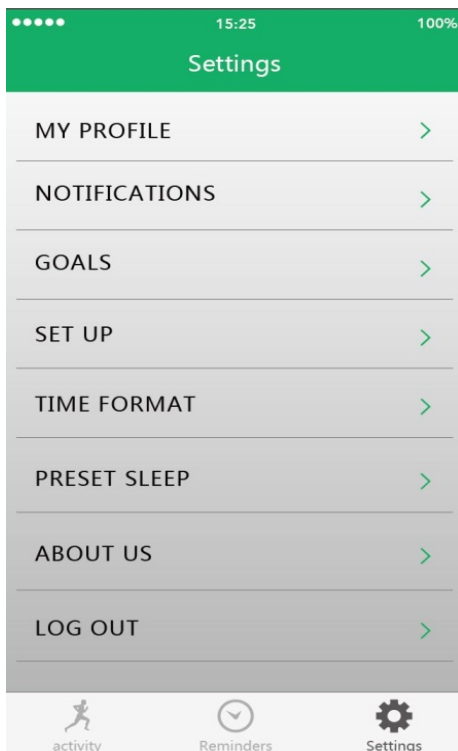 15:25
100%
Settings
MY PROFILE
NOTIFICATIONS
GOALS
SET UP
TIME FORMAT
PRESET SLEEP
ABOUT US
LOG OUT
activity
Reminders
Settings